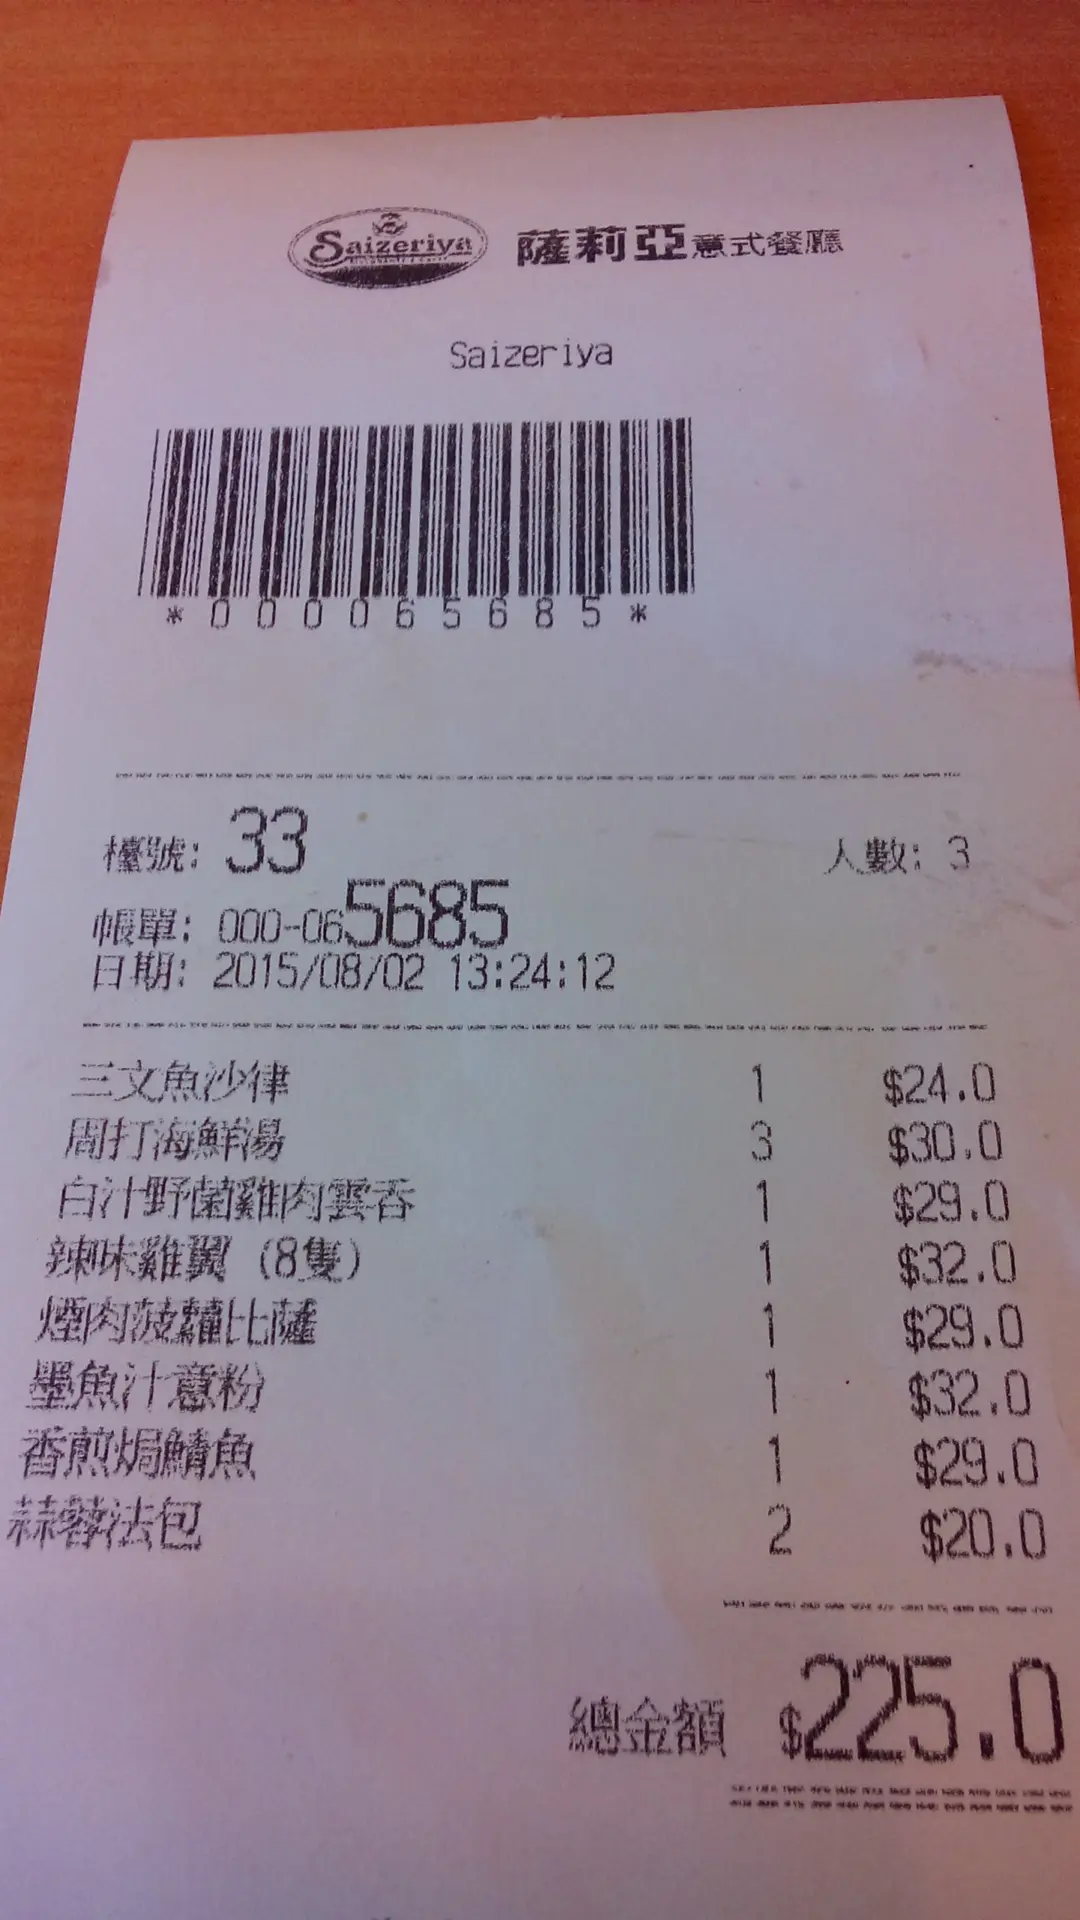 Saizeriya 薩莉亞意式餐廳
Saizeriya
*000065685*
檯號: 33 人數: 3
帳單: 000-065685
日期: 2015/08/02 13:24:12
三文魚沙律 1 $24.0
周打海鮮湯 3 $30.0
白汁野菌雞肉雲吞 1 $29.0
辣味雞翼 (8隻) 1 $32.0
煙肉菠蘿比薩 1 $29.0
墨魚汁意粉 1 $32.0
香煎焗鯖魚 1 $29.0
蒜蓉法包 2 $20.0
總金額 $225.0